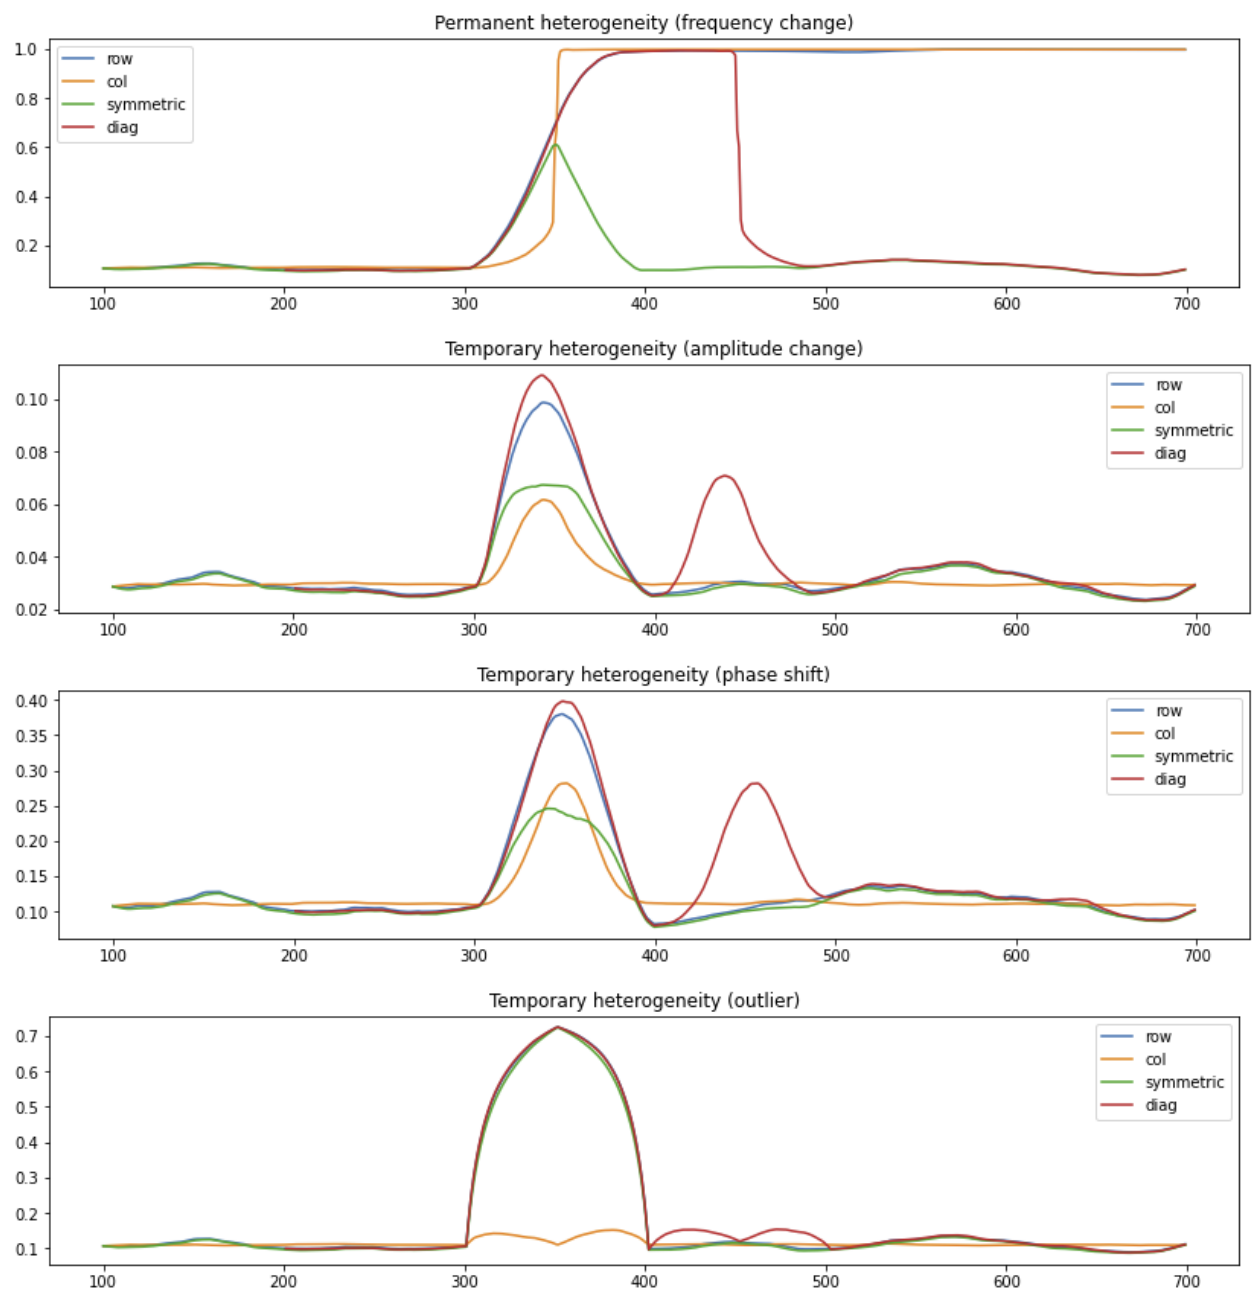 Permanent heterogeneity (frequency change)
row
col
symmetric
diag
1.0
0.8
0.6
0.4
0.2
100 200 300 400 500 600 700
Temporary heterogeneity (amplitude change)
row
col
symmetric
diag
0.10
0.08
0.06
0.04
0.02
100 200 300 400 500 600 700
Temporary heterogeneity (phase shift)
row
col
symmetric
diag
0.40
0.35
0.30
0.25
0.20
0.15
0.10
100 200 300 400 500 600 700
Temporary heterogeneity (outlier)
row
col
symmetric
diag
0.7
0.6
0.5
0.4
0.3
0.2
0.1
100 200 300 400 500 600 700